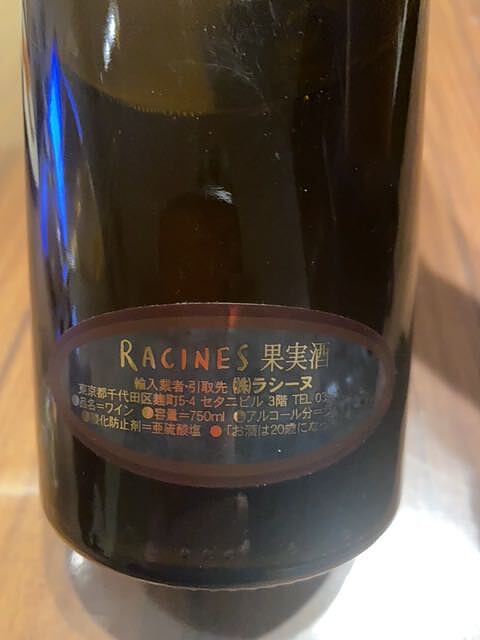 RACINES 果実酒
輸入業者・引取先 ㈱ラシーヌ
東京都千代田区麹町5-4 セタニビル 3階 TEL 03
●品名=ワイン ●容量=750ml ●アルコール分=
酸化防止剤=亜硫酸塩 ●「お酒は20歳になっ